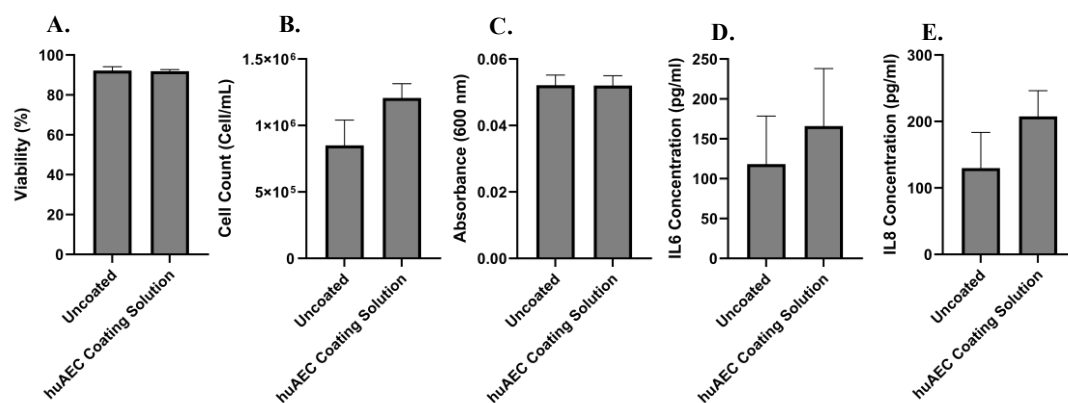 A.
Viability (%)
100
80
60
40
20
0
Uncoated
huAEC Coating Solution
B.
Cell Count (Cell/mL)
1.5×10⁶
1×10⁶
5×10⁵
0
Uncoated
huAEC Coating Solution
C.
Absorbance (600 nm)
0.06
0.04
0.02
0.00
Uncoated
huAEC Coating Solution
D.
IL6 Concentration (pg/ml)
250
200
150
100
50
0
Uncoated
huAEC Coating Solution
E.
IL8 Concentration (pg/ml)
300
200
100
0
Uncoated
huAEC Coating Solution